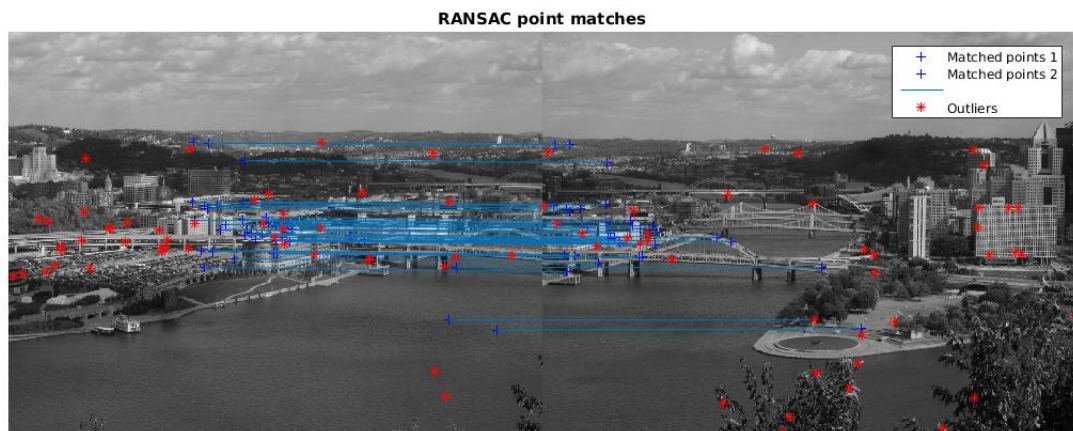 RANSAC point matches
Matched points 1
Matched points 2
Outliers